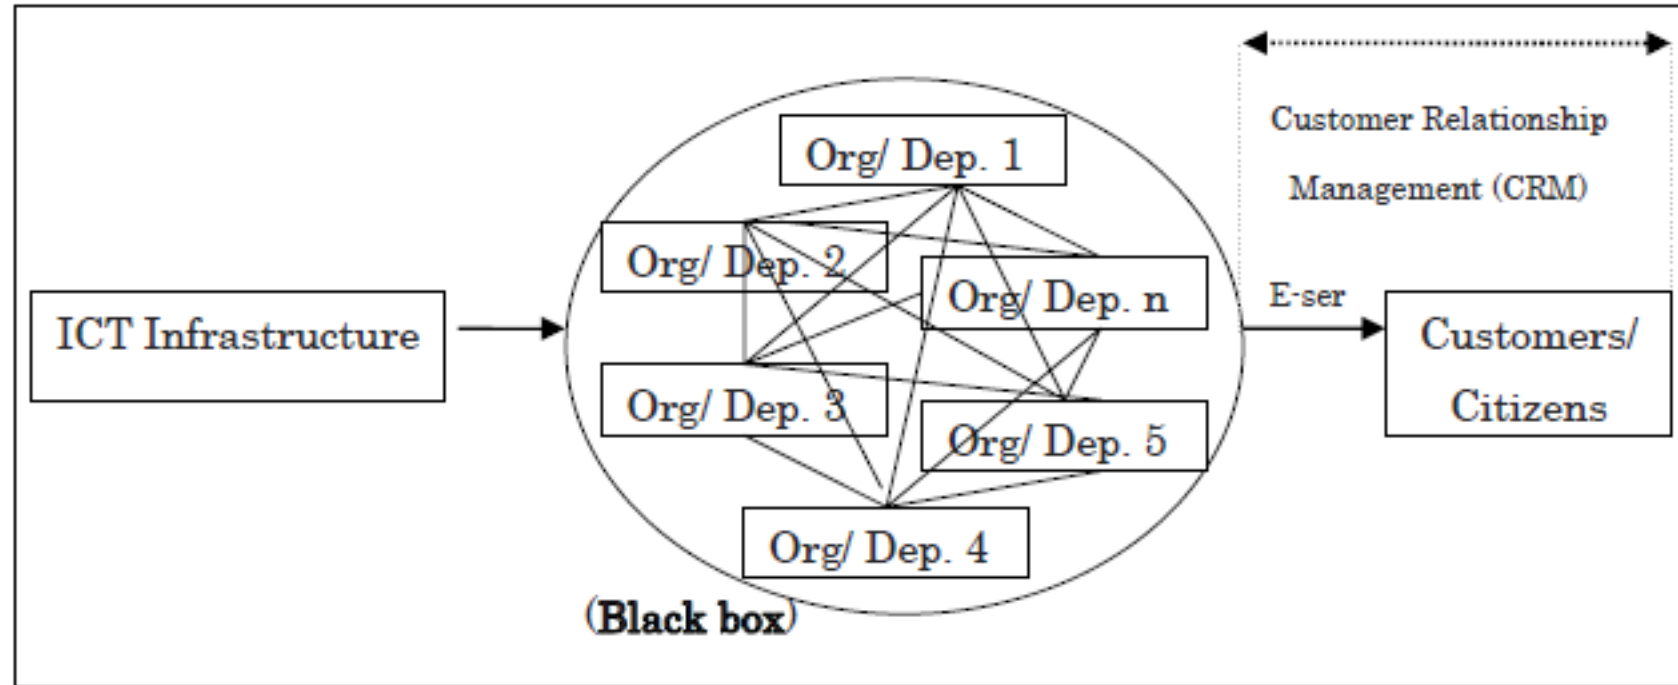 Customer Relationship
Management (CRM)
Org/ Dep. 1
Org/ Dep. 2
Org/ Dep. n
ICT Infrastructure
E-ser
Customers/
Citizens
Org/ Dep. 3
Org/ Dep. 5
Org/ Dep. 4
(Black box)